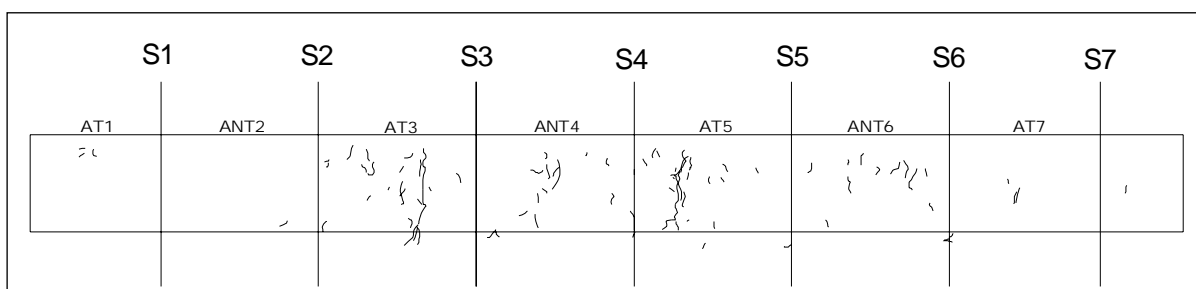 S1 S2 S3 S4 S5 S6 S7
AT1 ANT2 AT3 ANT4 AT5 ANT6 AT7